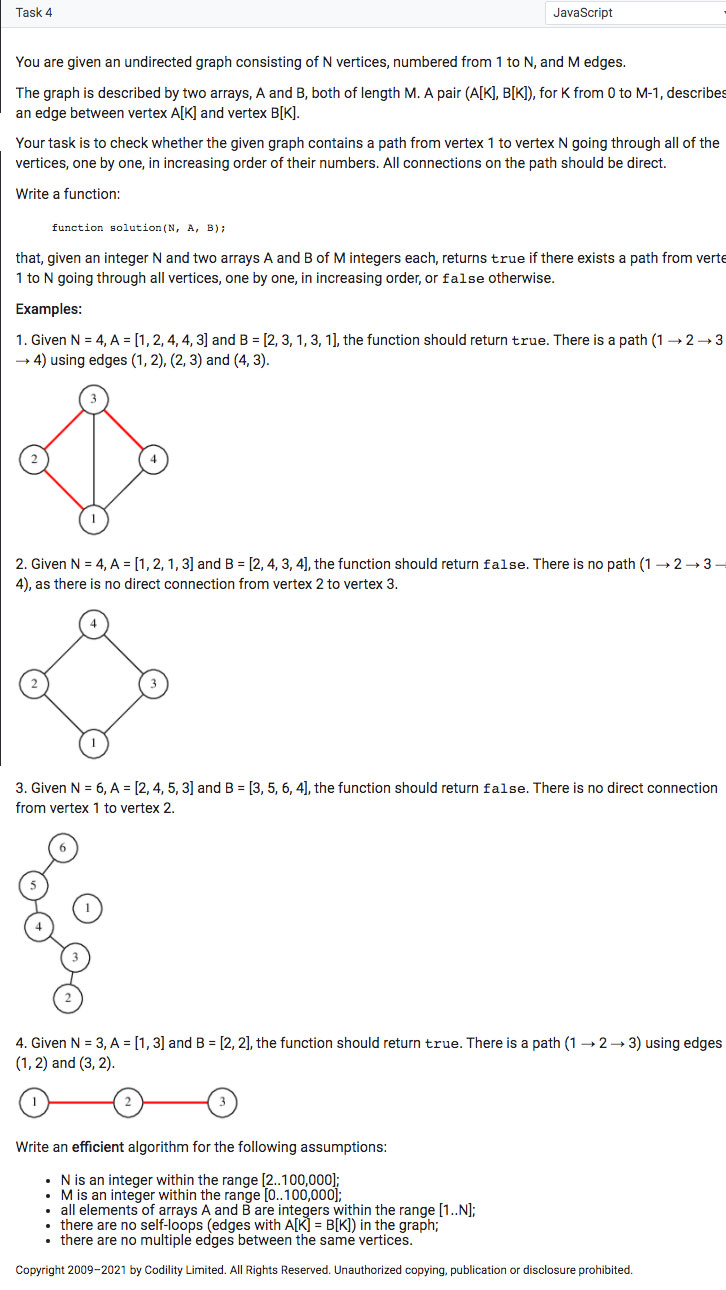 Task 4
JavaScript
You are given an undirected graph consisting of N vertices, numbered from 1 to N, and M edges.
The graph is described by two arrays, A and B, both of length M. A pair (A[K], B[K]), for K from 0 to M-1, describes
an edge between vertex A[K] and vertex B[K].
Your task is to check whether the given graph contains a path from vertex 1 to vertex N going through all of the
vertices, one by one, in increasing order of their numbers. All connections on the path should be direct.
Write a function:
function solution(N, A, B);
that, given an integer N and two arrays A and B of M integers each, returns true if there exists a path from verte
1 to N going through all vertices, one by one, in increasing order, or false otherwise.
Examples:
1. Given N = 4, A = [1, 2, 4, 4, 3] and B = [2, 3, 1, 3, 1], the function should return true. There is a path (1 → 2 → 3
→ 4) using edges (1, 2), (2, 3) and (4, 3).
3
2
4
1
2. Given N = 4, A = [1, 2, 1, 3] and B = [2, 4, 3, 4], the function should return false. There is no path (1 → 2 → 3 →
4), as there is no direct connection from vertex 2 to vertex 3.
4
2
3
1
3. Given N = 6, A = [2, 4, 5, 3] and B = [3, 5, 6, 4], the function should return false. There is no direct connection
from vertex 1 to vertex 2.
6
5
1
4
3
2
4. Given N = 3, A = [1, 3] and B = [2, 2], the function should return true. There is a path (1 → 2 → 3) using edges
(1, 2) and (3, 2).
1
2
3
Write an efficient algorithm for the following assumptions:
• N is an integer within the range [2..100,000];
• M is an integer within the range [0..100,000];
• all elements of arrays A and B are integers within the range [1..N];
• there are no self-loops (edges with A[K] = B[K]) in the graph;
• there are no multiple edges between the same vertices.
Copyright 2009–2021 by Codility Limited. All Rights Reserved. Unauthorized copying, publication or disclosure prohibited.